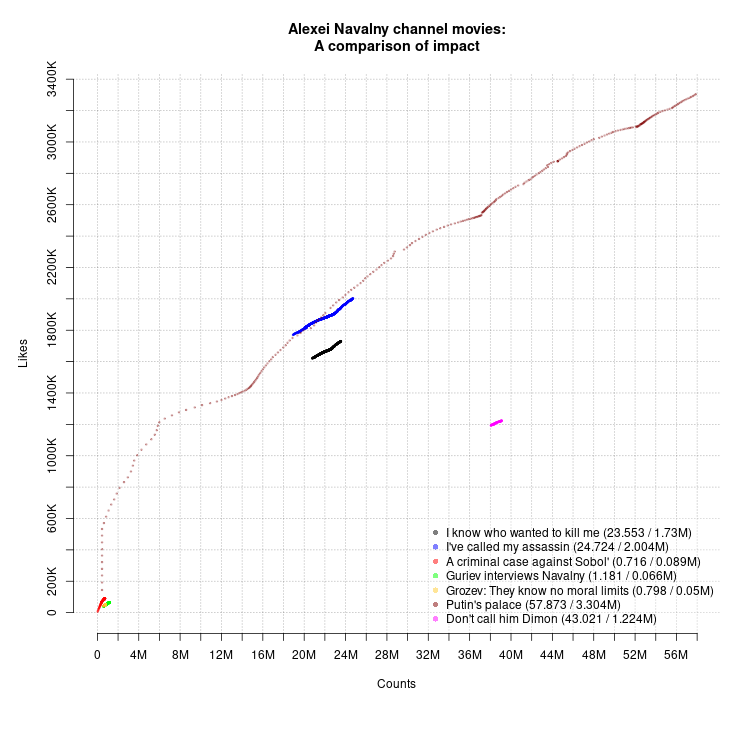 Alexei Navalny channel movies:
A comparison of impact
3400K
3000K
2600K
2200K
1800K
1400K
1000K
600K
200K
0
Likes
I know who wanted to kill me (23.553 / 1.73M)
I've called my assassin (24.724 / 2.004M)
A criminal case against Sobol' (0.716 / 0.089M)
Guriev interviews Navalny (1.181 / 0.066M)
Grozev: They know no moral limits (0.798 / 0.05M)
Putin's palace (57.873 / 3.304M)
Don't call him Dimon (43.021 / 1.224M)
0 4M 8M 12M 16M 20M 24M 28M 32M 36M 40M 44M 48M 52M 56M
Counts